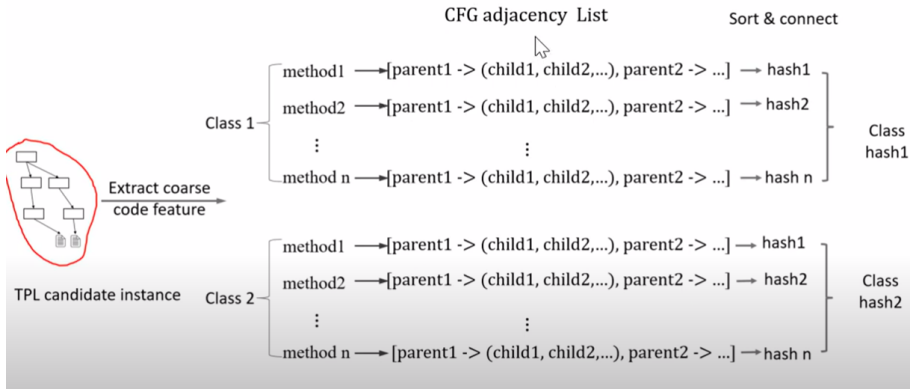 CFG adjacency List
Sort & connect
method1 [parent1 -> (child1, child2,...), parent2 -> ...] hash1
method2 [parent1 -> (child1, child2,...), parent2 -> ...] hash2
Class 1
⋮ ⋮
Class
hash1
method n [parent1 -> (child1, child2,...), parent2 -> ...] hash n
Extract coarse
code feature
TPL candidate instance
method1 [parent1 -> (child1, child2,...), parent2 -> ...] hash1
method2 [parent1 -> (child1, child2,...), parent2 -> ...] hash2
Class 2
⋮ ⋮
Class
hash2
method n [parent1 -> (child1, child2,...), parent2 -> ...] hash n